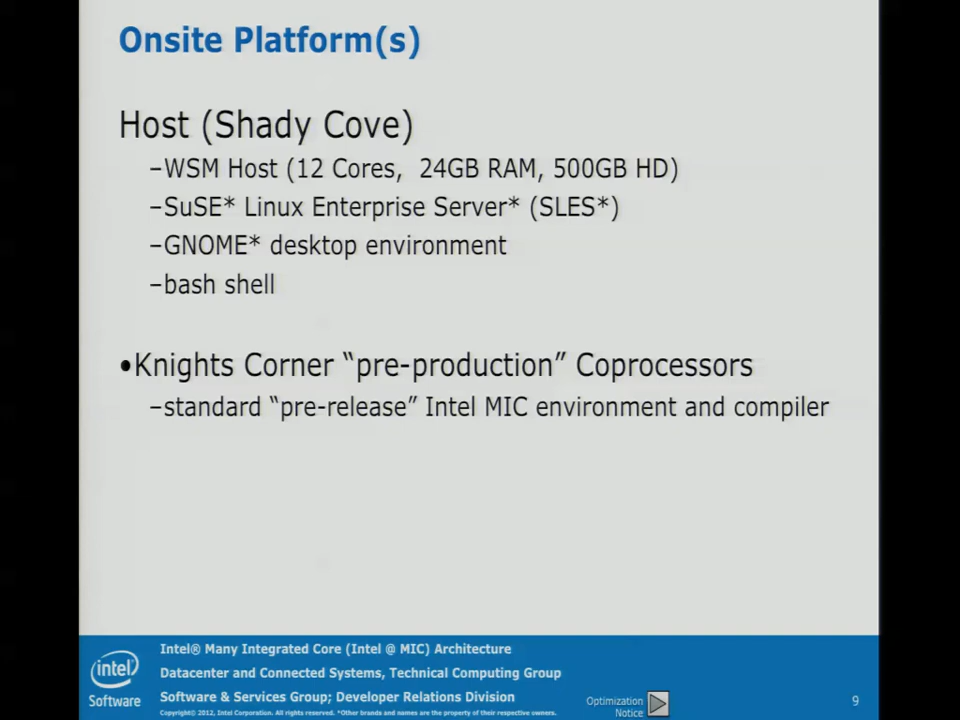 Onsite Platform(s)
Host (Shady Cove)
–WSM Host (12 Cores, 24GB RAM, 500GB HD)
–SuSE* Linux Enterprise Server* (SLES*)
–GNOME* desktop environment
–bash shell
•Knights Corner “pre-production” Coprocessors
–standard “pre-release” Intel MIC environment and compiler
Intel® Many Integrated Core (Intel @ MIC) Architecture
Datacenter and Connected Systems, Technical Computing Group
Software & Services Group; Developer Relations Division
Copyright© 2012, Intel Corporation. All rights reserved. *Other brands and names are the property of their respective owners.
intel
Software
Optimization
Notice
9